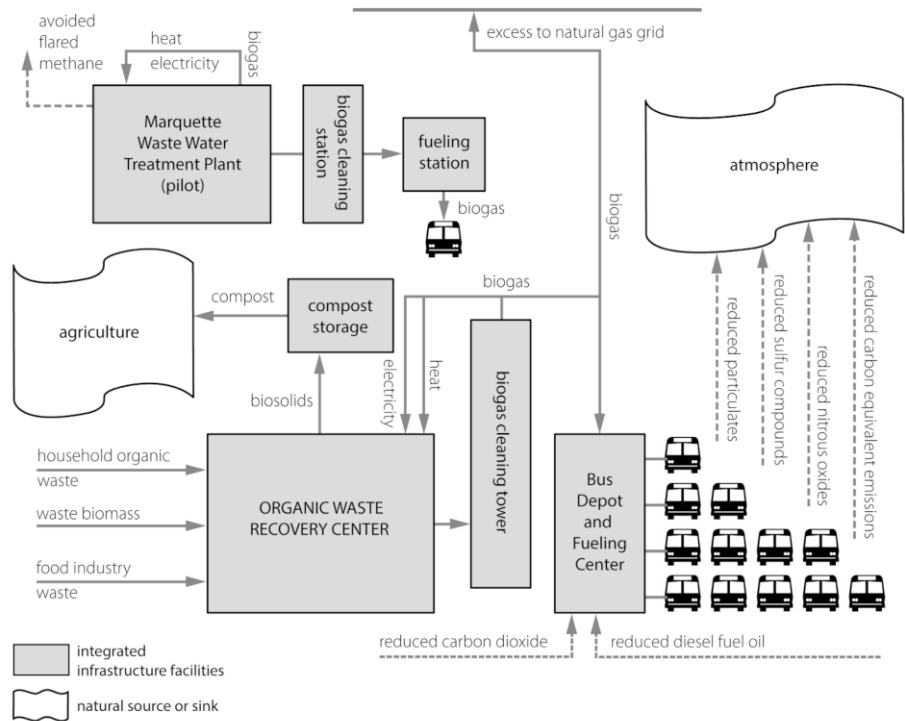 avoided
flared
methane
heat
electricity
biogas
excess to natural gas grid
Marquette
Waste Water
Treatment Plant
(pilot)
biogas cleaning
station
fueling
station
biogas
biogas
atmosphere
agriculture
compost
compost
storage
biogas
electricity
heat
biosolids
biogas cleaning tower
reduced particulates
reduced sulfur compounds
reduced nitrous oxides
reduced carbon equivalent emissions
household organic
waste
waste biomass
food industry
waste
ORGANIC WASTE
RECOVERY CENTER
Bus
Depot
and
Fueling
Center
reduced carbon dioxide
reduced diesel fuel oil
integrated
infrastructure facilities
natural source or sink